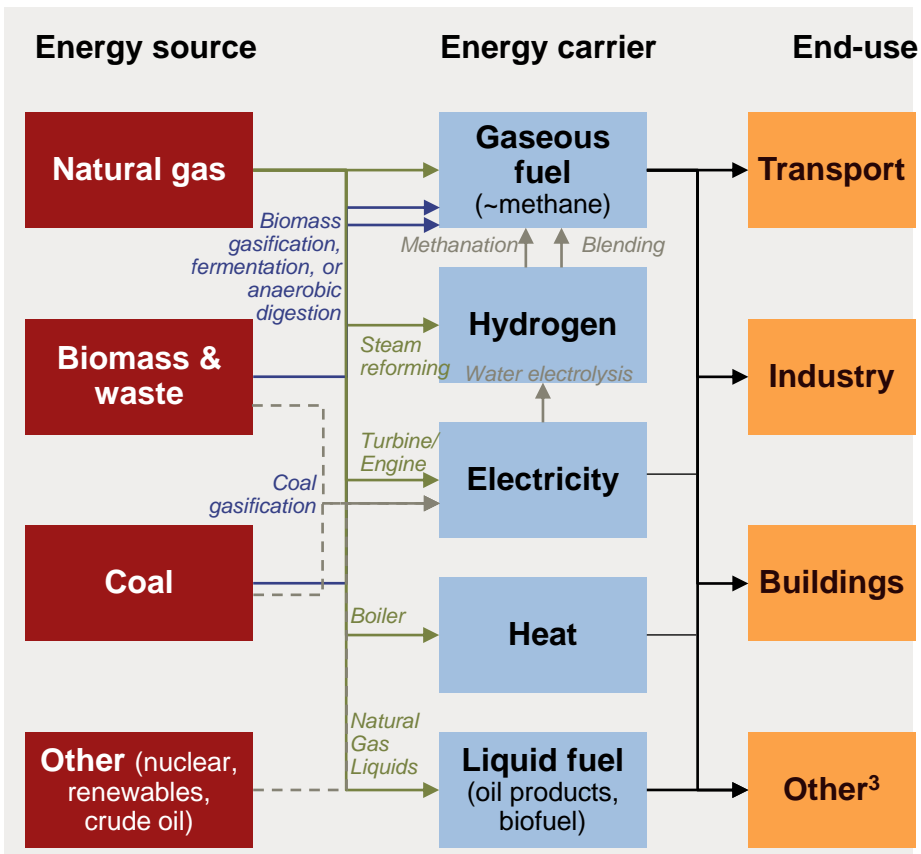 Energy source
Energy carrier
End-use
Natural gas
Gaseous
fuel
(~methane)
Transport
Biomass
gasification,
fermentation, or
anaerobic
digestion
Methanation
Blending
Biomass &
waste
Steam
reforming
Hydrogen
Water electrolysis
Industry
Turbine/
Engine
Electricity
Coal
gasification
Coal
Boiler
Heat
Buildings
Natural
Gas
Liquids
Other (nuclear,
renewables,
crude oil)
Liquid fuel
(oil products,
biofuel)
Other³